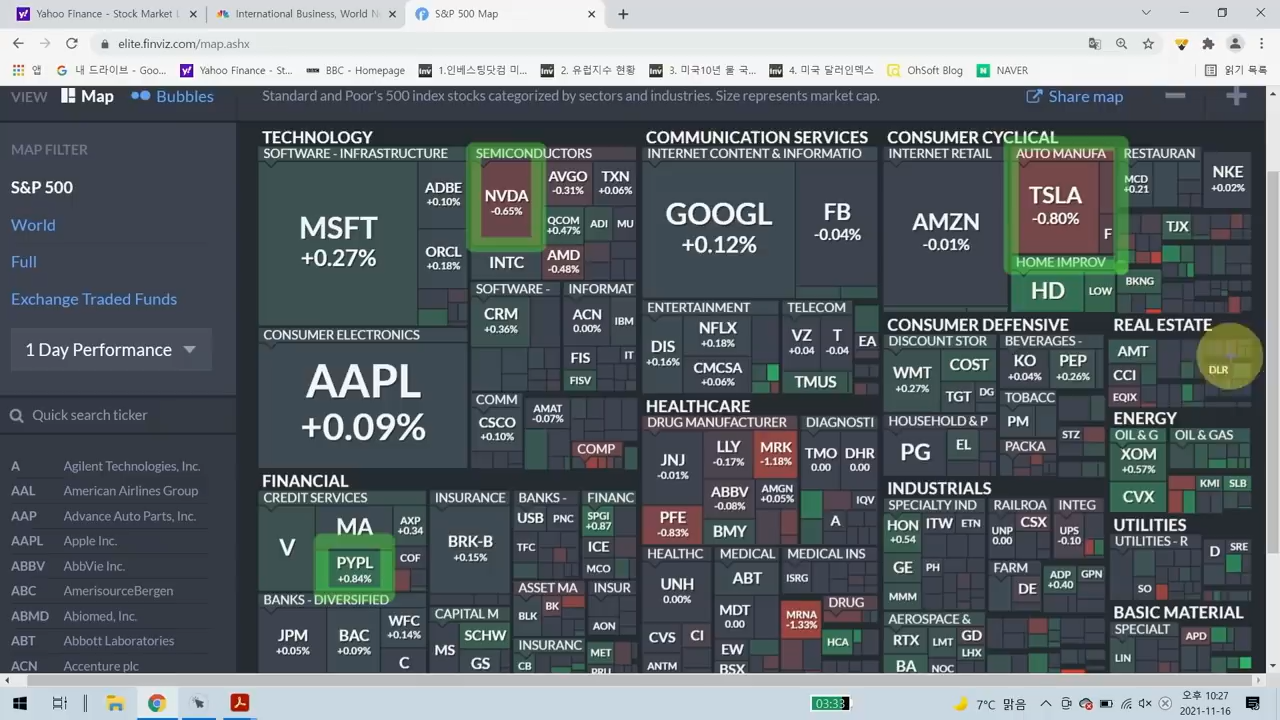 Yahoo Finance - Stock Market L
International Business, World N
S&P 500 Map
elite.finviz.com/map.ashx
앱
내 드라이브 - Goo...
Yahoo Finance - St...
BBC - Homepage
1.인베스팅닷컴 미...
2. 유럽지수 현황
3. 미국10년 물 국...
4. 미국 달러인덱스
OhSoft Blog
NAVER
읽기 목록
VIEW
Map
Bubbles
Standard and Poor's 500 index stocks categorized by sectors and industries. Size represents market cap.
Share map
MAP FILTER
S&P 500
World
Full
Exchange Traded Funds
1 Day Performance
Quick search ticker
A Agilent Technologies, Inc.
AAL American Airlines Group
AAP Advance Auto Parts, Inc.
AAPL Apple Inc.
ABBV AbbVie Inc.
ABC AmerisourceBergen
ABMD Abiomed, Inc.
ABT Abbott Laboratories
ACN Accenture plc
TECHNOLOGY
SOFTWARE - INFRASTRUCTURE
MSFT
+0.27%
ADBE
+0.10%
ORCL
+0.18%
SEMICONDUCTORS
NVDA
-0.65%
AVGO
-0.31%
TXN
+0.06%
QCOM
+0.47%
ADI
MU
INTC
AMD
-0.48%
SOFTWARE -
CRM
+0.36%
INFORMAT
ACN
0.00%
IBM
FIS
IT
FISV
CONSUMER ELECTRONICS
AAPL
+0.09%
COMM
CSCO
+0.10%
AMAT
-0.07%
COMP
COMMUNICATION SERVICES
INTERNET CONTENT & INFORMATIO
GOOGL
+0.12%
FB
-0.04%
ENTERTAINMENT
DIS
+0.16%
NFLX
+0.18%
CMCSA
+0.06%
TELECOM
VZ
+0.04
T
-0.04
TMUS
EA
CONSUMER CYCLICAL
INTERNET RETAIL
AMZN
-0.01%
AUTO MANUFA
TSLA
-0.80%
F
RESTAURAN
MCD
+0.21
NKE
+0.02%
TJX
HOME IMPROV
HD
LOW
BKNG
CONSUMER DEFENSIVE
DISCOUNT STOR
WMT
+0.27%
COST
TGT
DG
BEVERAGES -
KO
+0.04%
PEP
+0.26%
TOBACC
PM
HOUSEHOLD & P
PG
EL
PACKA
STZ
REAL ESTATE
AMT
CCI
DLR
EQIX
ENERGY
OIL & G
XOM
+0.57%
CVX
OIL & GAS
KMI
SLB
HEALTHCARE
DRUG MANUFACTURER
JNJ
-0.01%
LLY
-0.17%
MRK
-1.18%
ABBV
-0.08%
AMGN
+0.05%
PFE
-0.83%
BMY
DIAGNOSTI
TMO
0.00
DHR
0.00
IQV
A
HEALTHC
UNH
0.00%
CVS
CI
ANTM
MEDICAL
ABT
MDT
0.00
EW
BSX
MEDICAL INS
ISRG
MRNA
-1.33%
DRUG
HCA
FINANCIAL
CREDIT SERVICES
V
MA
AXP
+0.34
PYPL
+0.84%
COF
INSURANCE
BRK-B
+0.15%
BANKS -
USB
PNC
TFC
FINANC
SPGI
+0.87
ICE
MCO
BANKS - DIVERSIFIED
JPM
+0.05%
BAC
+0.09%
WFC
+0.14%
C
CAPITAL M
MS
SCHW
GS
ASSET MA
BLK
BK
INSURANC
CB
INSUR
AON
MET
PRU
INDUSTRIALS
SPECIALTY IND
HON
+0.54
ITW
ETN
GE
PH
MMM
RAILROA
UNP
0.00
CSX
INTEG
UPS
-0.10
FARM
DE
ADP
+0.40
GPN
AEROSPACE &
RTX
LMT
GD
LHX
BA
NOC
UTILITIES
UTILITIES - R
D
SRE
SO
BASIC MATERIAL
SPECIALT
APD
LIN
03:33
7°C 맑음
오후 10:27
2021-11-16